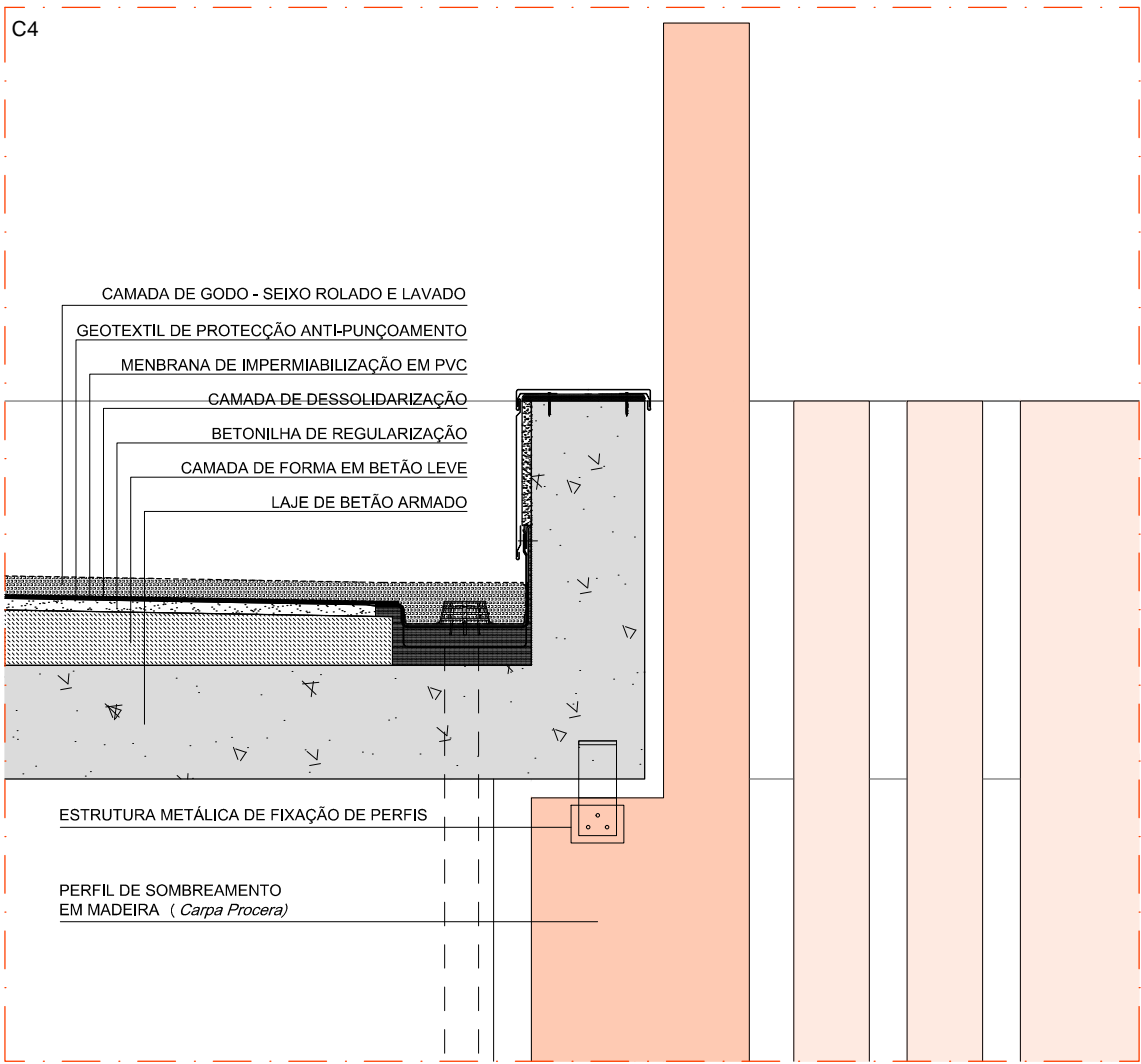 C4
CAMADA DE GODO - SEIXO ROLADO E LAVADO
GEOTEXTIL DE PROTECÇÃO ANTI-PUNÇOAMENTO
MENBRANA DE IMPERMIABILIZAÇÃO EM PVC
CAMADA DE DESSOLIDARIZAÇÃO
BETONILHA DE REGULARIZAÇÃO
CAMADA DE FORMA EM BETÃO LEVE
LAJE DE BETÃO ARMADO
ESTRUTURA METÁLICA DE FIXAÇÃO DE PERFIS
PERFIL DE SOMBREAMENTO
EM MADEIRA ( Carpa Procera)